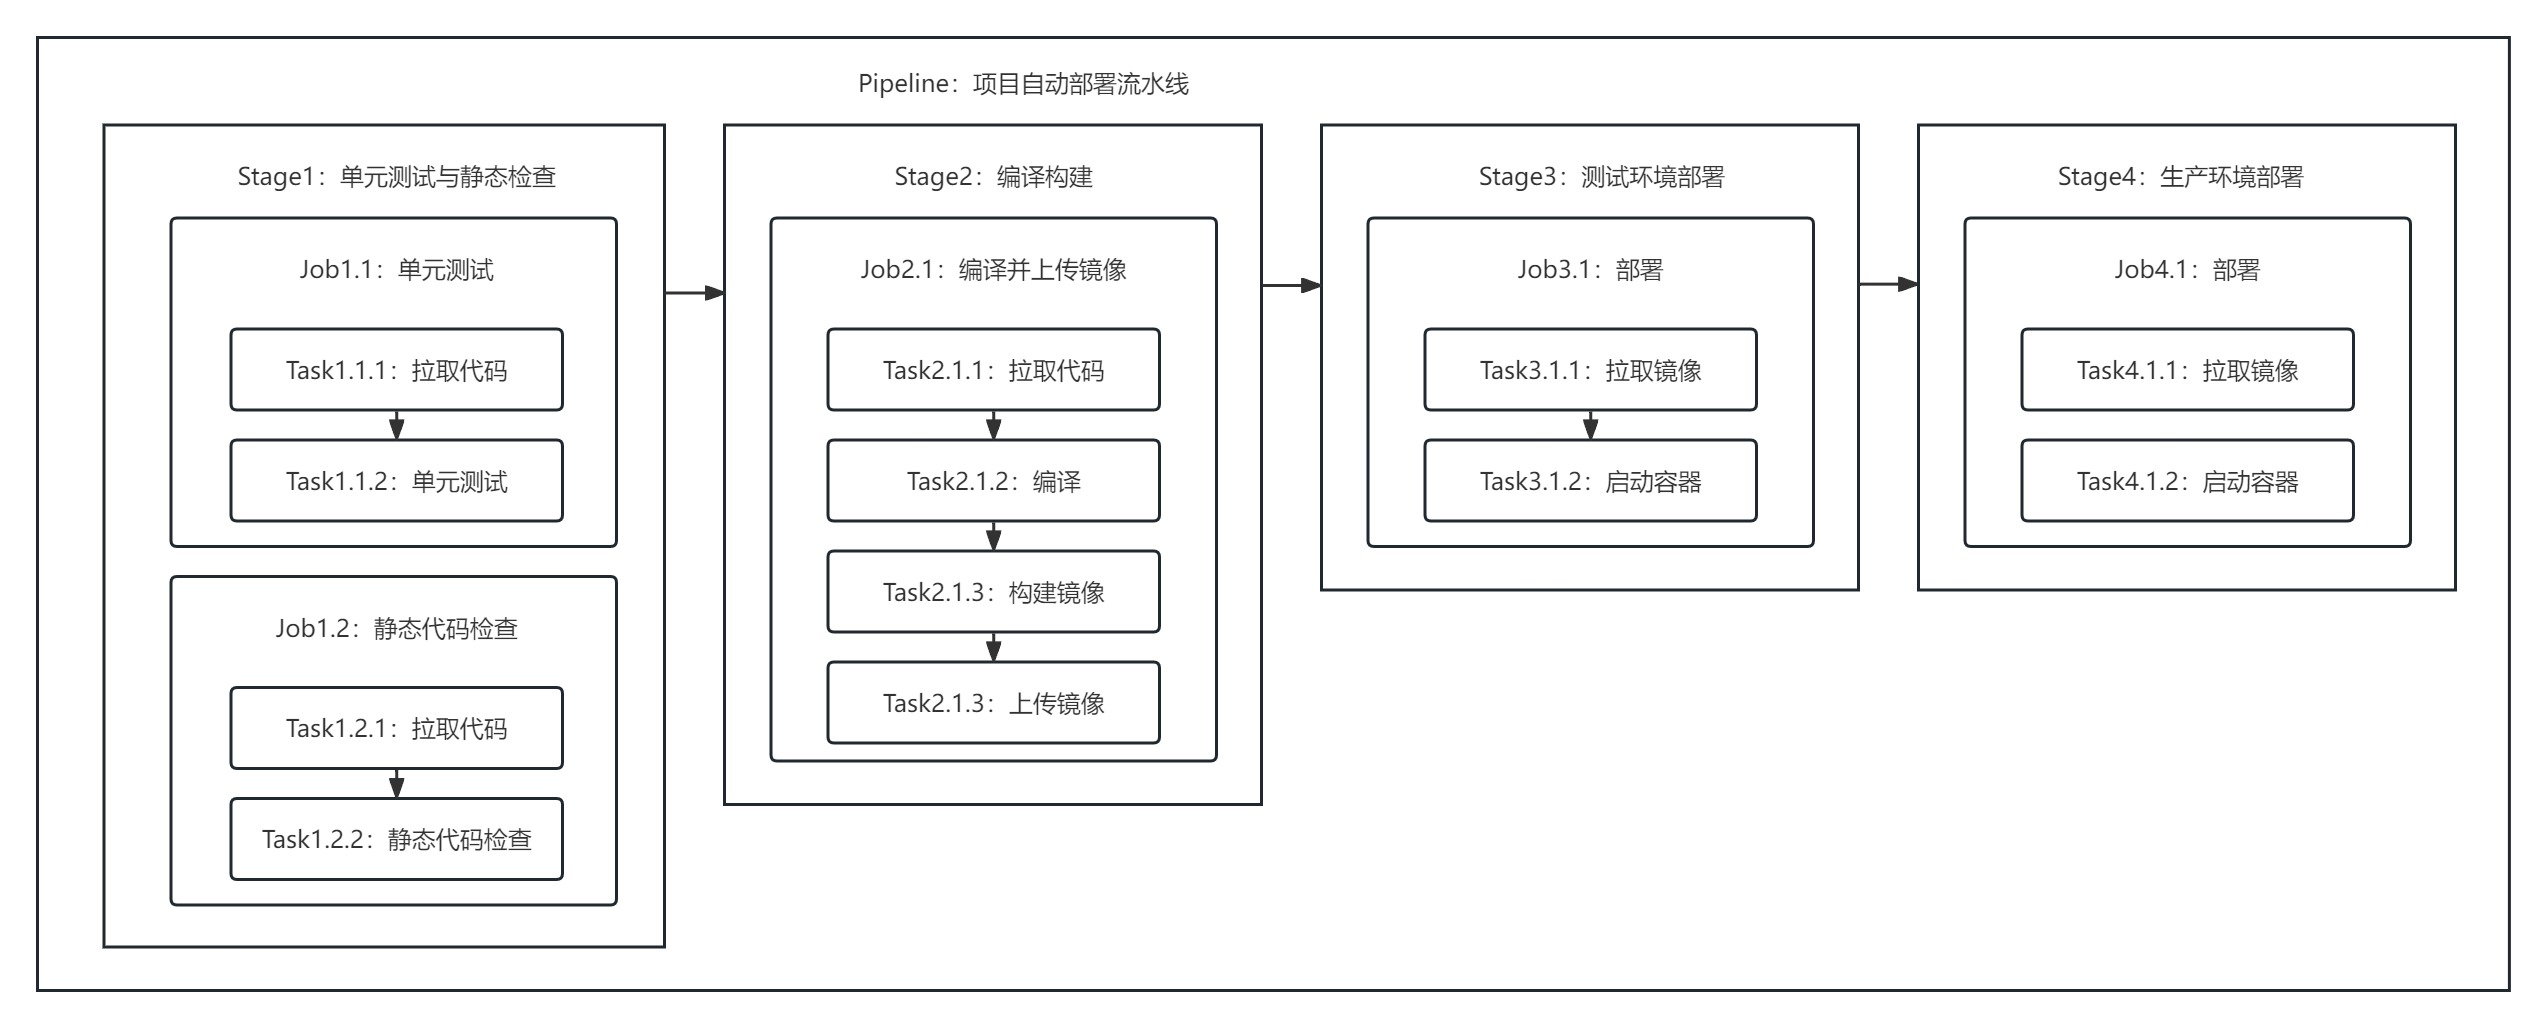 Pipeline：项目自动部署流水线
Stage1：单元测试与静态检查
Job1.1：单元测试
Task1.1.1：拉取代码
Task1.1.2：单元测试
Job1.2：静态代码检查
Task1.2.1：拉取代码
Task1.2.2：静态代码检查
Stage2：编译构建
Job2.1：编译并上传镜像
Task2.1.1：拉取代码
Task2.1.2：编译
Task2.1.3：构建镜像
Task2.1.3：上传镜像
Stage3：测试环境部署
Job3.1：部署
Task3.1.1：拉取镜像
Task3.1.2：启动容器
Stage4：生产环境部署
Job4.1：部署
Task4.1.1：拉取镜像
Task4.1.2：启动容器